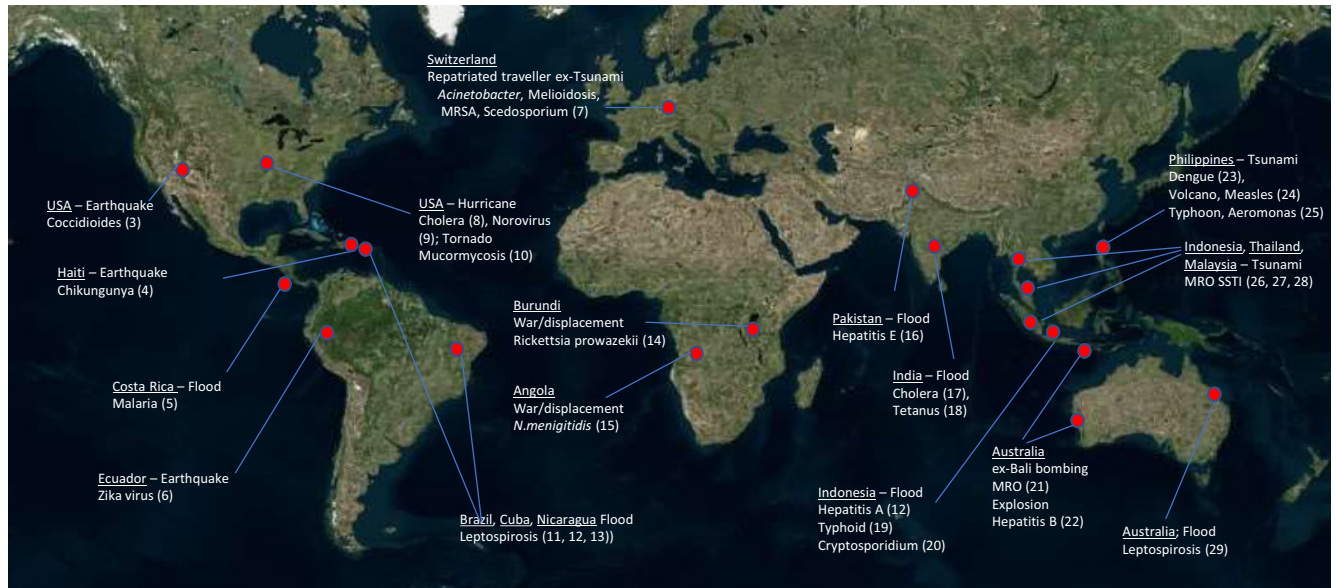 Switzerland
Repatriated traveller ex-Tsunami
Acinetobacter, Melioidosis,
MRSA, Scedosporium (7)
USA – Earthquake
Coccidioides (3)
USA – Hurricane
Cholera (8), Norovirus
(9); Tornado
Mucormycosis (10)
Haiti – Earthquake
Chikungunya (4)
Costa Rica – Flood
Malaria (5)
Ecuador – Earthquake
Zika virus (6)
Brazil, Cuba, Nicaragua Flood
Leptospirosis (11, 12, 13))
Burundi
War/displacement
Rickettsia prowazekii (14)
Angola
War/displacement
N.menigitidis (15)
Pakistan – Flood
Hepatitis E (16)
India – Flood
Cholera (17),
Tetanus (18)
Philippines – Tsunami
Dengue (23),
Volcano, Measles (24)
Typhoon, Aeromonas (25)
Indonesia, Thailand,
Malaysia – Tsunami
MRO SSTI (26, 27, 28)
Indonesia – Flood
Hepatitis A (12)
Typhoid (19)
Cryptosporidium (20)
Australia
ex-Bali bombing
MRO (21)
Explosion
Hepatitis B (22)
Australia; Flood
Leptospirosis (29)